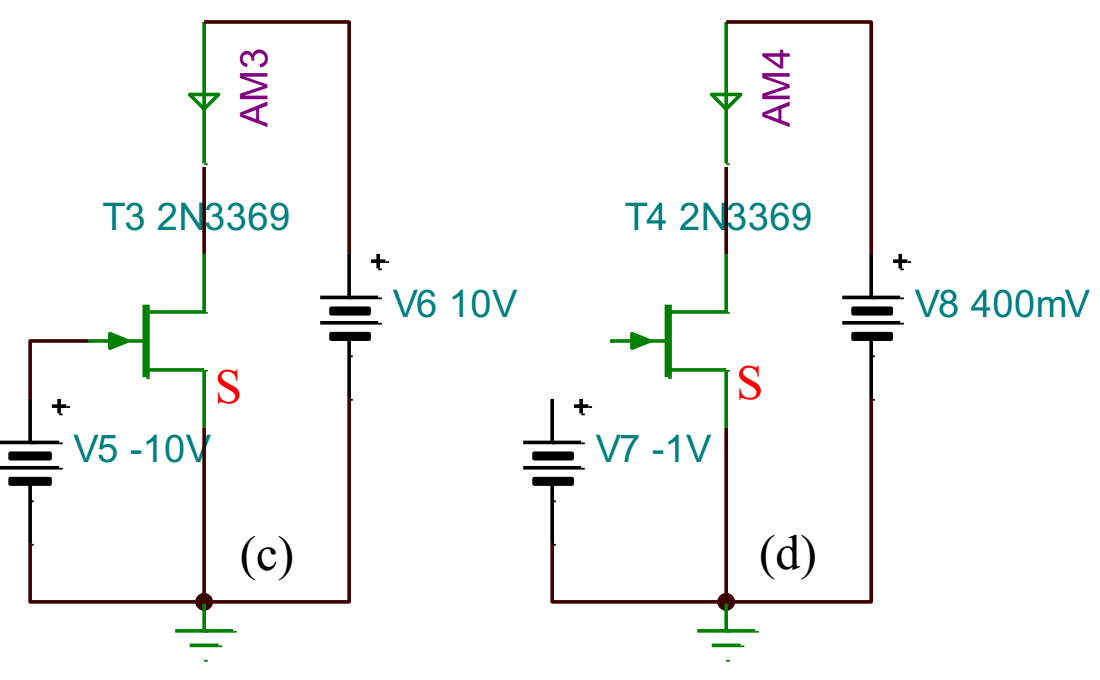 AM3
AM4
T3 2N3369
T4 2N3369
+
+
V6 10V
V8 400mV
S
S
+
+
V5 -10V
V7 -1V
(c)
(d)